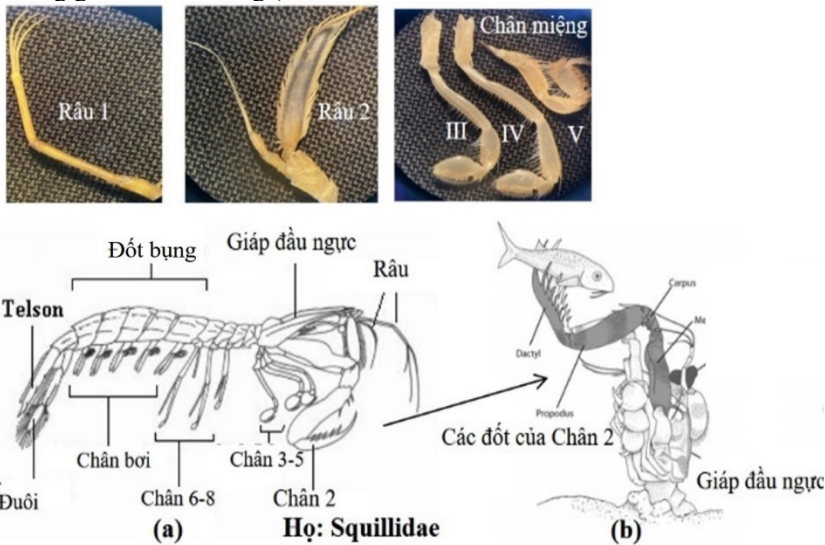 Râu 1
Râu 2
Chân miệng
III
IV
V
Đốt bụng
Giáp đầu ngực
Râu
Telson
Chân bơi
Chân 3-5
Đuôi
Chân 6-8
Chân 2
(a)
Họ: Squillidae
Carpus
Me
Dactyl
Propodus
Các đốt của Chân 2
Giáp đầu ngực
(b)